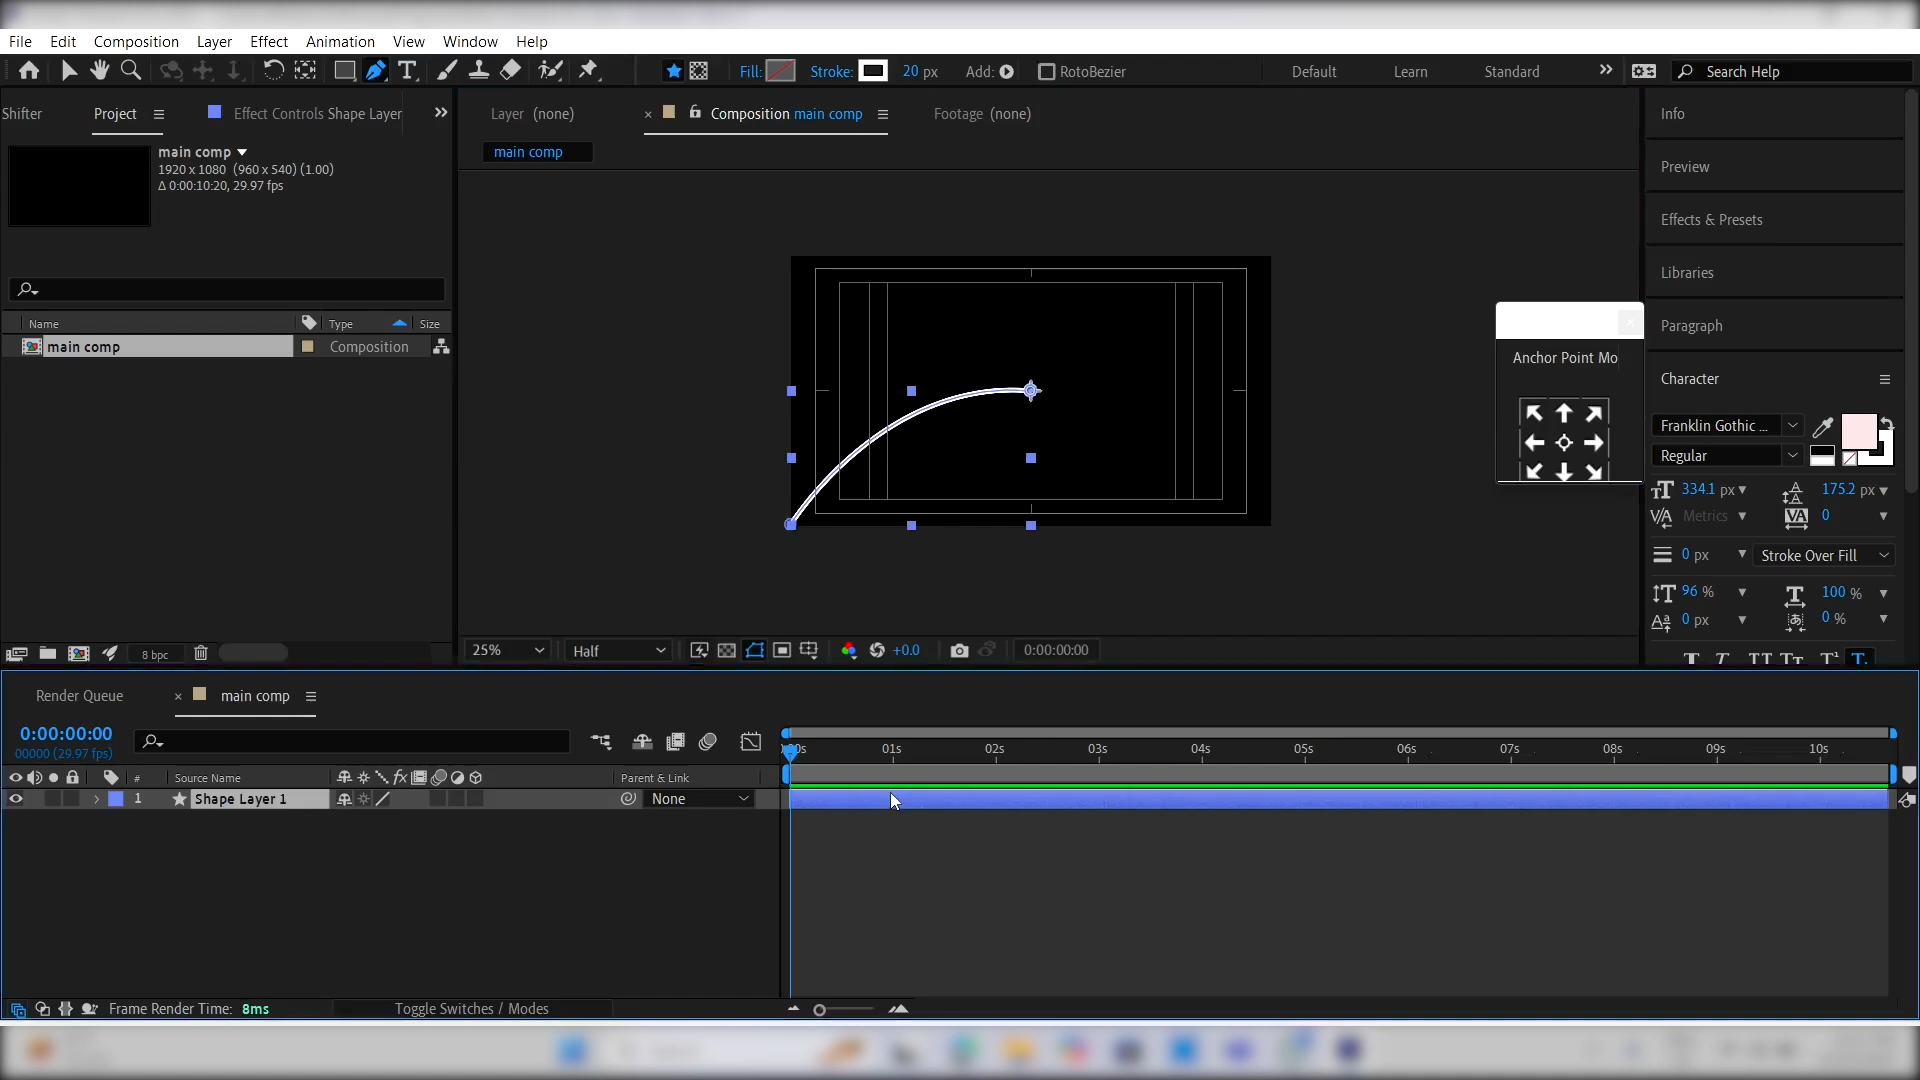 File Edit Composition Layer Effect Animation View Window Help
Fill: Stroke: 20 px Add: RotoBezier Default Learn Standard Search Help
Shifter Project Effect Controls Shape Layer
Layer (none) Composition main comp Footage (none)
main comp
main comp
1920 x 1080 (960 x 540) (1.00)
Δ 0:00:10:20, 29.97 fps
Name Type Size
main comp Composition
8 bpc
25% Half +0.0 0:00:00:00
Info
Preview
Effects & Presets
Libraries
Paragraph
Character
Anchor Point Mo
Franklin Gothic ...
Regular
334.1 px 175.2 px
Metrics 0
0 px Stroke Over Fill
96 % 100 %
0 px 0 %
Render Queue main comp
0:00:00:00
00000 (29.97 fps)
01s 02s 03s 04s 05s 06s 07s 08s 09s 10s
# Source Name fx Parent & Link
1 Shape Layer 1 None
Frame Render Time: 8ms Toggle Switches / Modes